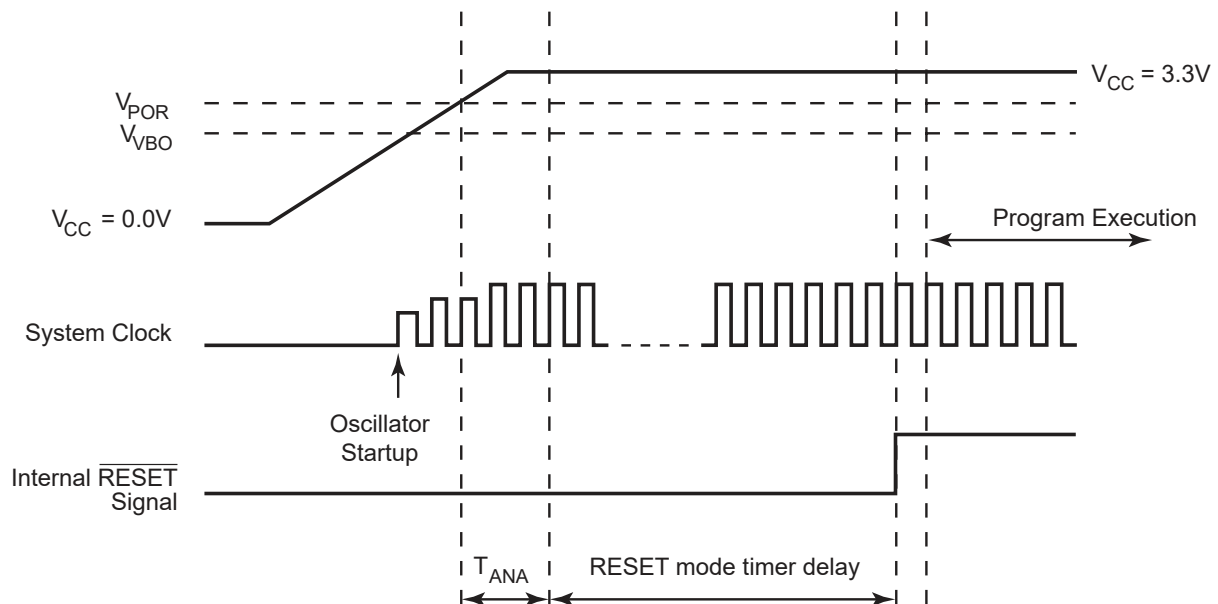 V_CC = 3.3V
V_POR
V_VBO
V_CC = 0.0V
Program Execution
System Clock
Oscillator
Startup
Internal R̅E̅S̅E̅T̅
Signal
T_ANA
RESET mode timer delay